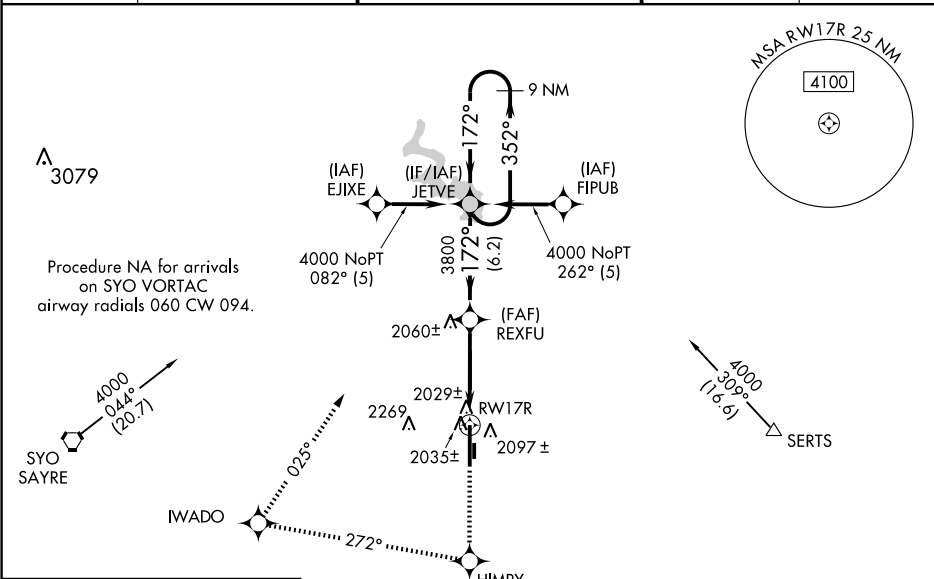 MSA RW17R 25 NM
4100
9 NM
172°
352°
3079
(IAF)
EJIXE
(IF/IAF)
JETVE
(IAF)
FIPUB
4000 NoPT
082° (5)
3800
172°
(6.2)
4000 NoPT
262° (5)
Procedure NA for arrivals
on SYO VORTAC
airway radials 060 CW 094.
2060±
(FAF)
REXFU
4000
044°
(20.7)
4000
309°
(16.6)
2029±
RW17R
2269
2035±
2097±
SERTS
SYO
SAYRE
025°
IWADO
272°